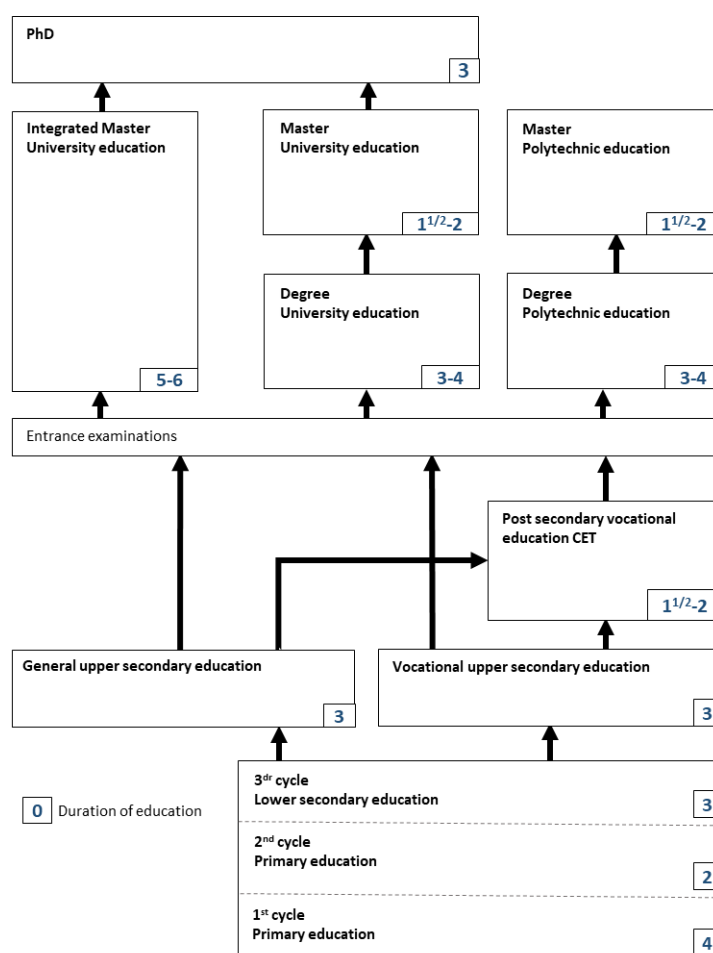 PhD
3
Integrated Master
University education
5-6
Master
University education
1 1/2-2
Master
Polytechnic education
1 1/2-2
Degree
University education
3-4
Degree
Polytechnic education
3-4
Entrance examinations
Post secondary vocational
education CET
1 1/2-2
General upper secondary education
3
Vocational upper secondary education
3
3dr cycle
Lower secondary education
3
2nd cycle
Primary education
2
1st cycle
Primary education
4
0 Duration of education